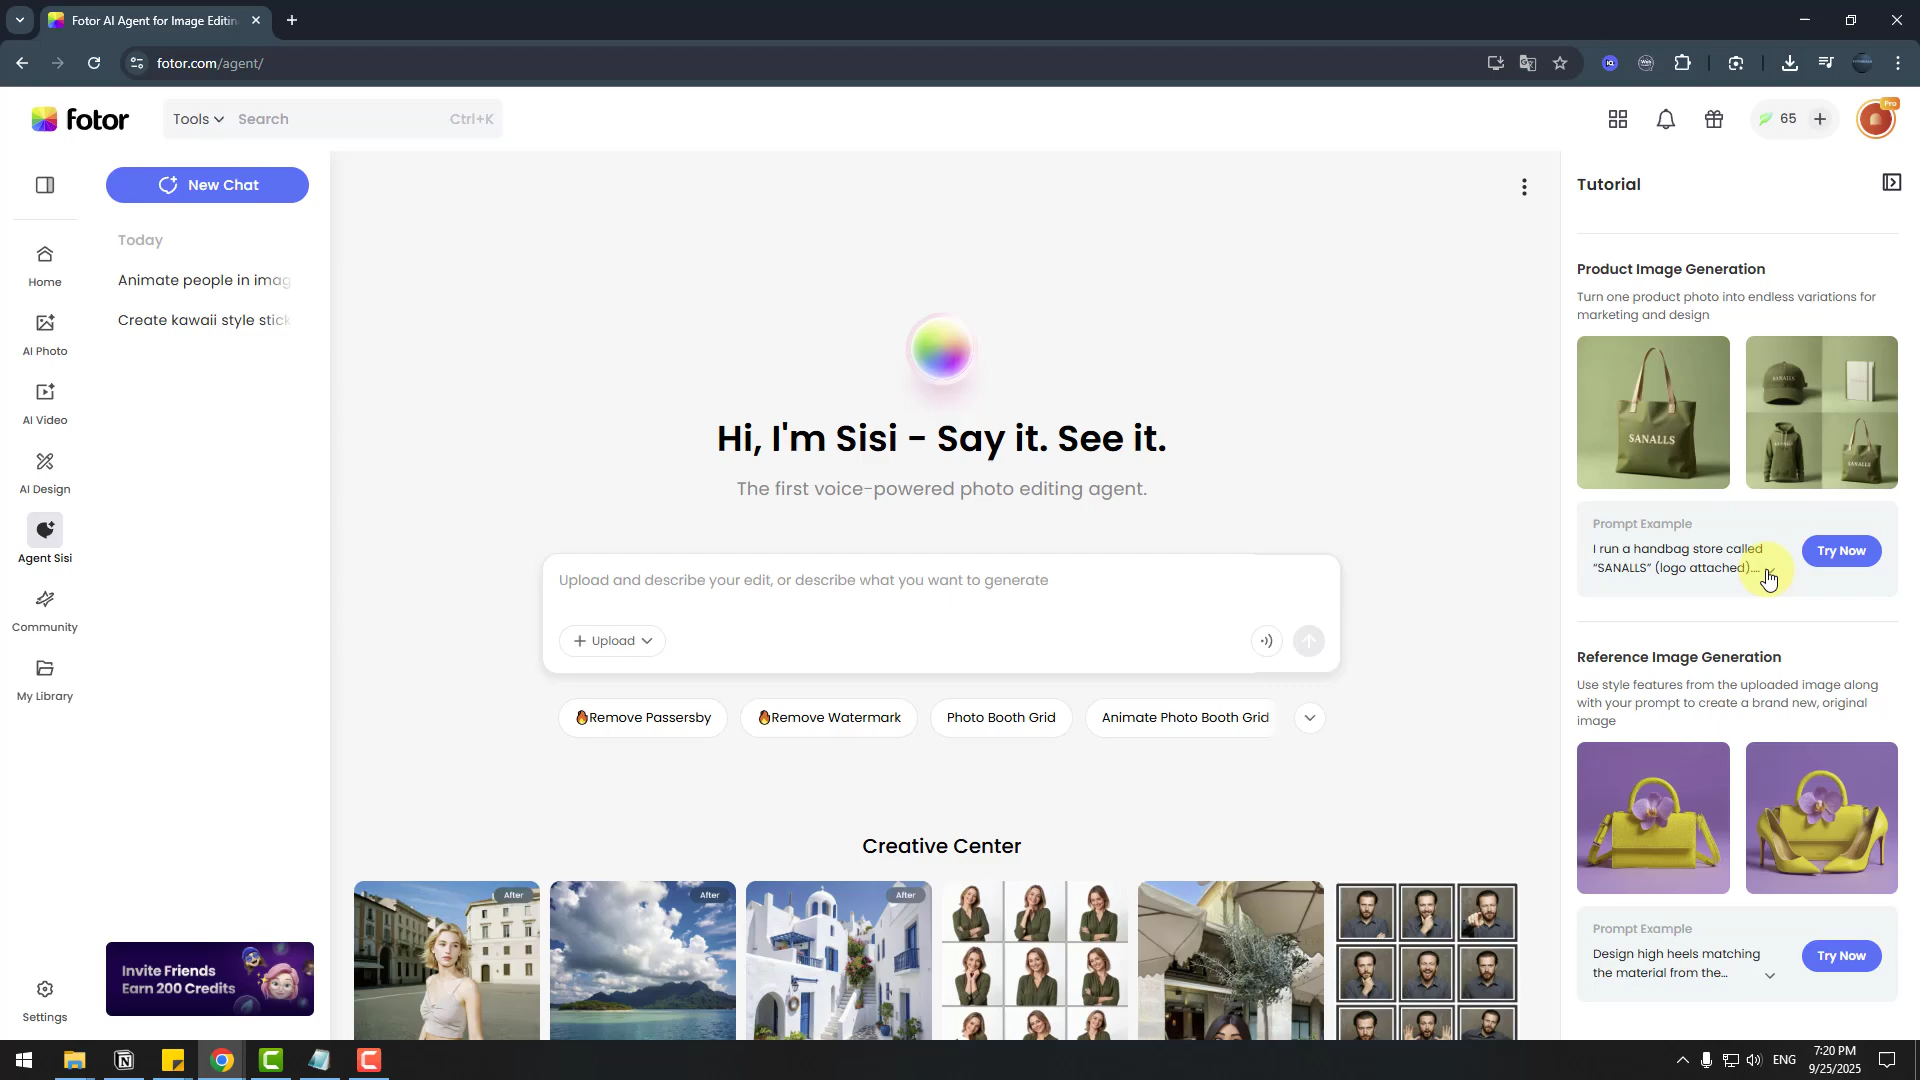 Fotor AI Agent for Image Editin
fotor.com/agent/
fotor
Tools
Search
Ctrl+K
65
Pro
New Chat
Today
Animate people in imag
Create kawaii style stick
Home
AI Photo
AI Video
AI Design
Agent Sisi
Community
My Library
Settings
Invite Friends
Earn 200 Credits
Hi, I'm Sisi - Say it. See it.
The first voice-powered photo editing agent.
Upload and describe your edit, or describe what you want to generate
Upload
Remove Passersby
Remove Watermark
Photo Booth Grid
Animate Photo Booth Grid
Creative Center
After
After
After
Tutorial
Product Image Generation
Turn one product photo into endless variations for
marketing and design
SANALLS
SANALLS
SANALLS
Prompt Example
I run a handbag store called
“SANALLS” (logo attached)....
Try Now
Reference Image Generation
Use style features from the uploaded image along
with your prompt to create a brand new, original
image
Prompt Example
Design high heels matching
the material from the...
Try Now
ENG
7:20 PM
9/25/2025